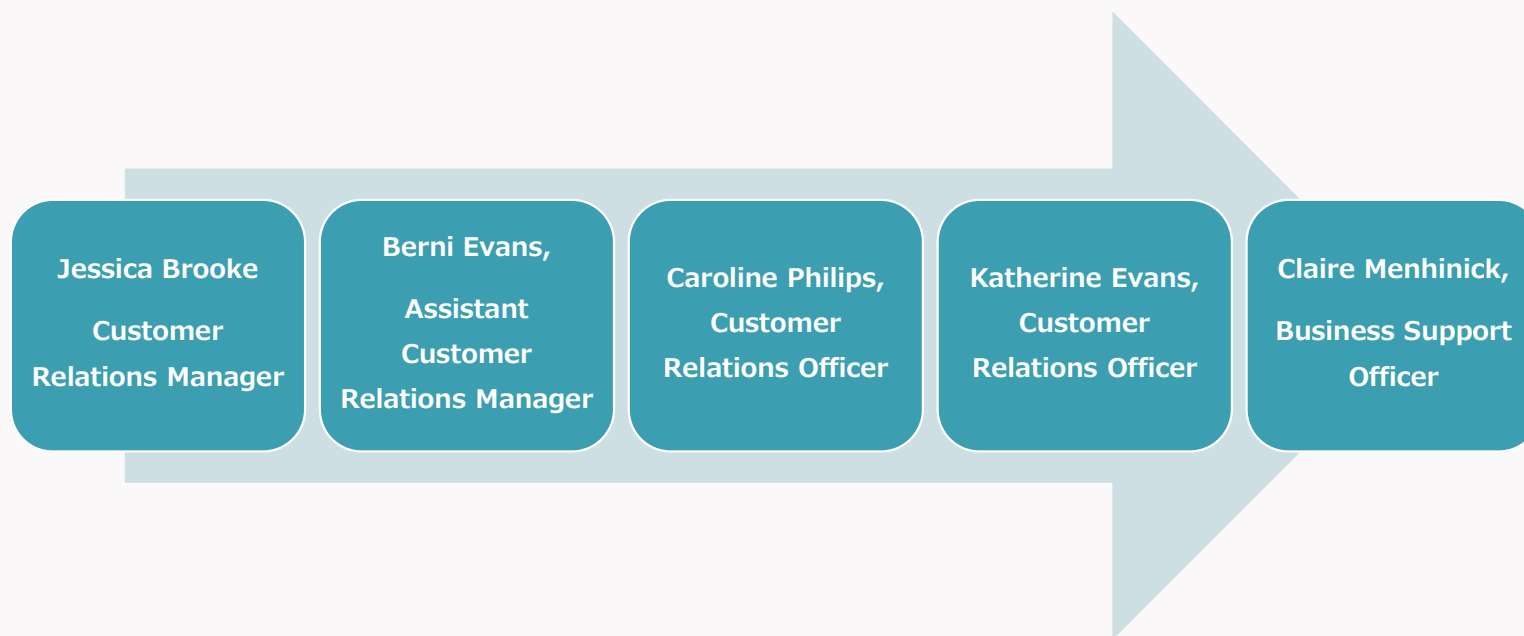 Jessica Brooke
Customer
Relations Manager
Berni Evans,
Assistant
Customer
Relations Manager
Caroline Philips,
Customer
Relations Officer
Katherine Evans,
Customer
Relations Officer
Claire Menhinick,
Business Support
Officer